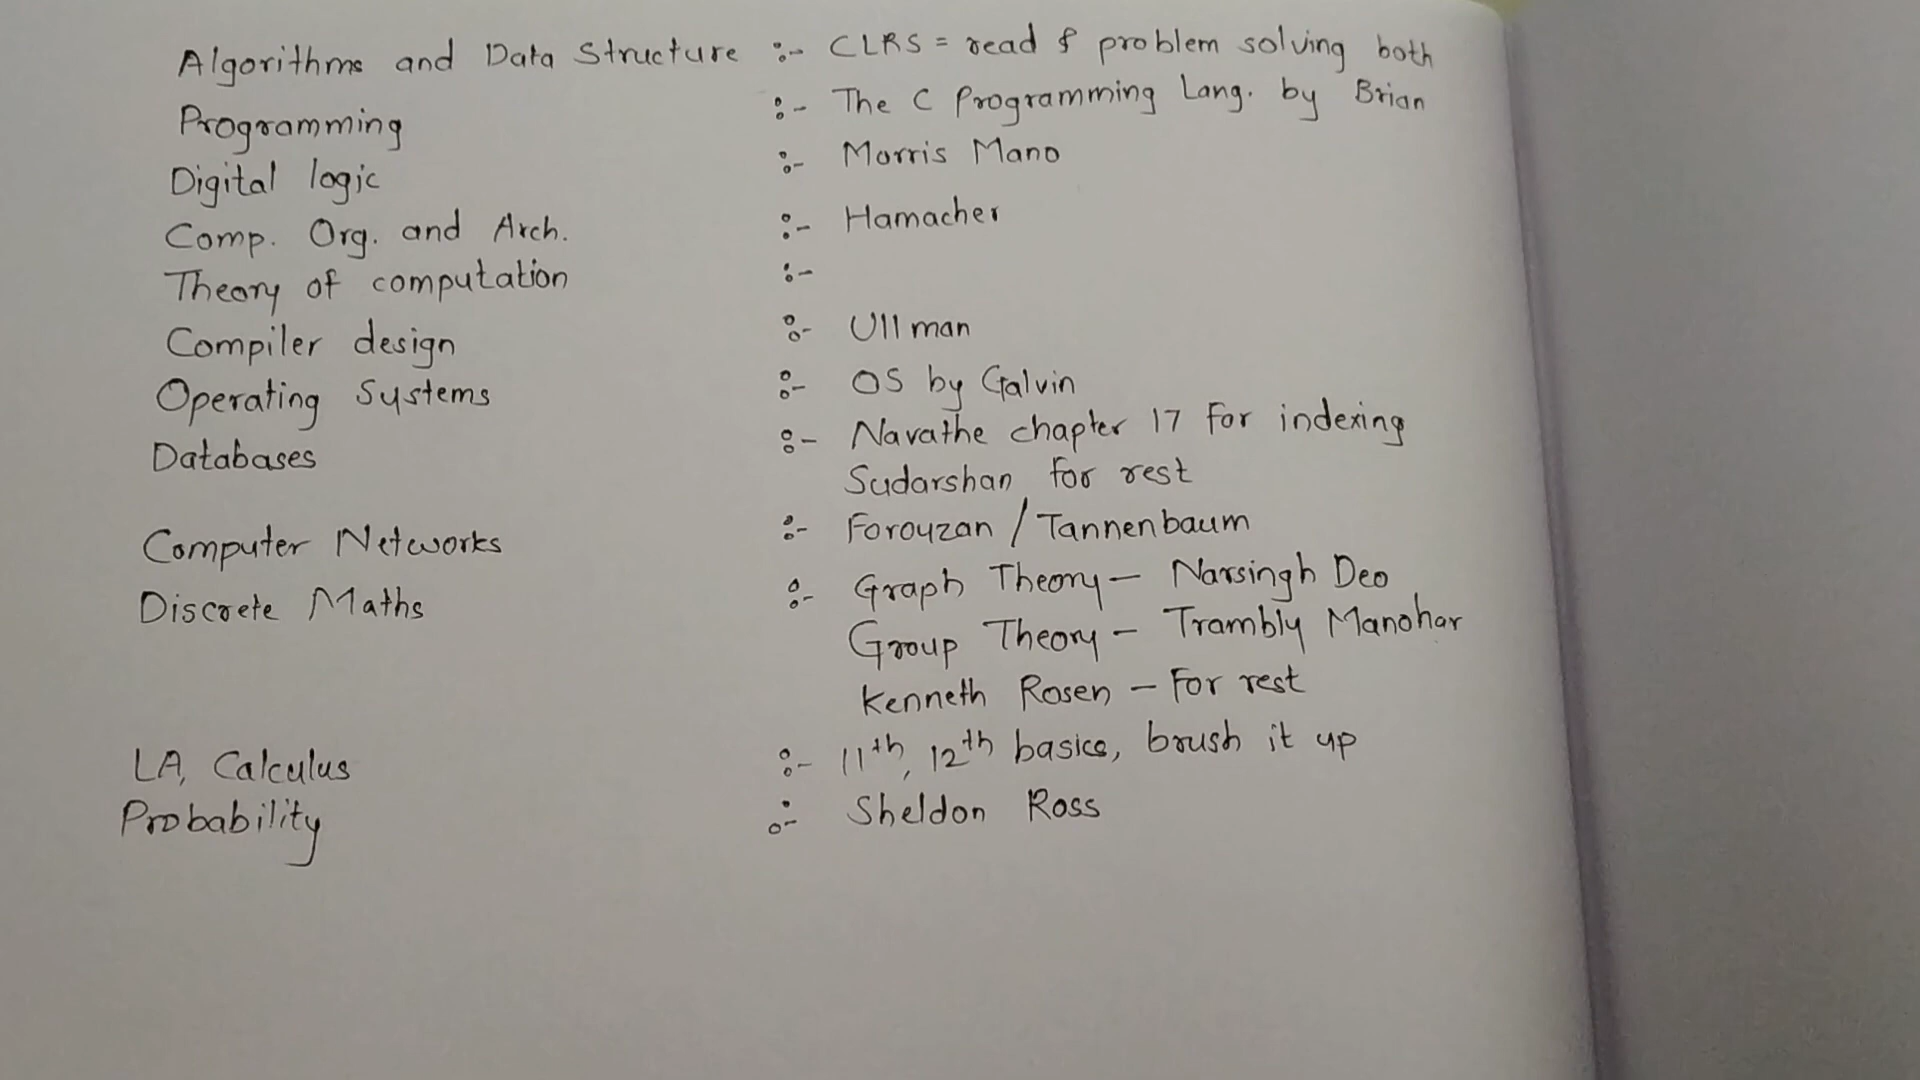 Algorithms and Data Structure :- CLRS = read & problem solving both
Programming :- The C Programming Lang. by Brian
Digital logic :- Morris Mano
Comp. Org. and Arch. :- Hamacher
Theory of computation :-
Compiler design :- Ullman
Operating Systems :- OS by Galvin
Databases :- Navathe chapter 17 for indexing
Sudarshan for rest
Computer Networks :- Forouzan / Tannenbaum
Discrete Maths :- Graph Theory - Narsingh Deo
Group Theory - Trambly Manohar
Kenneth Rosen - For rest
LA, Calculus :- 11th, 12th basics, brush it up
Probability :- Sheldon Ross